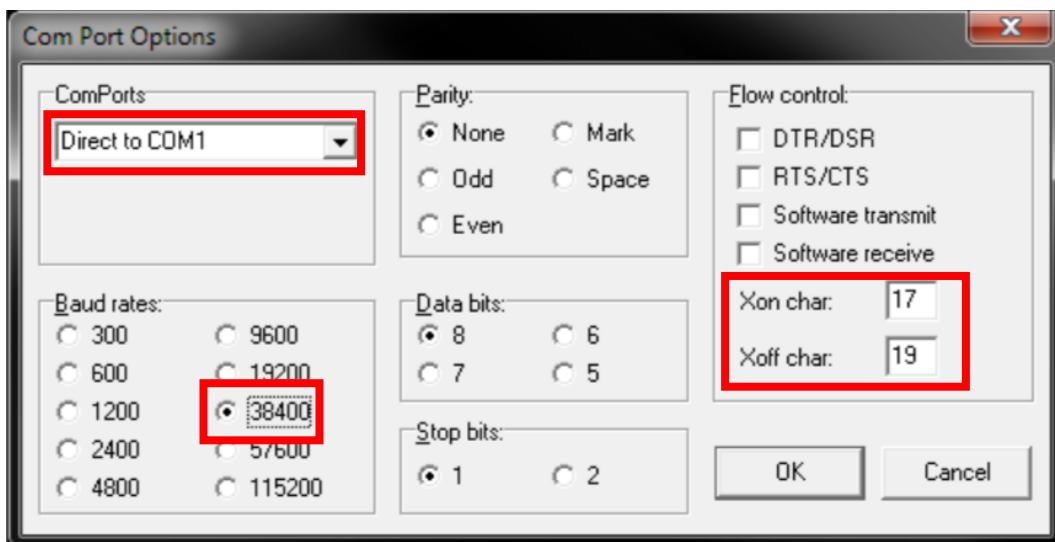 Com Port Options
ComPorts
Direct to COM1
Parity:
None Mark
Odd Space
Even
Flow control:
DTR/DSR
RTS/CTS
Software transmit
Software receive
Xon char: 17
Xoff char: 19
Baud rates:
300 9600
600 19200
1200 38400
2400 57600
4800 115200
Data bits:
8 6
7 5
Stop bits:
1 2
OK Cancel